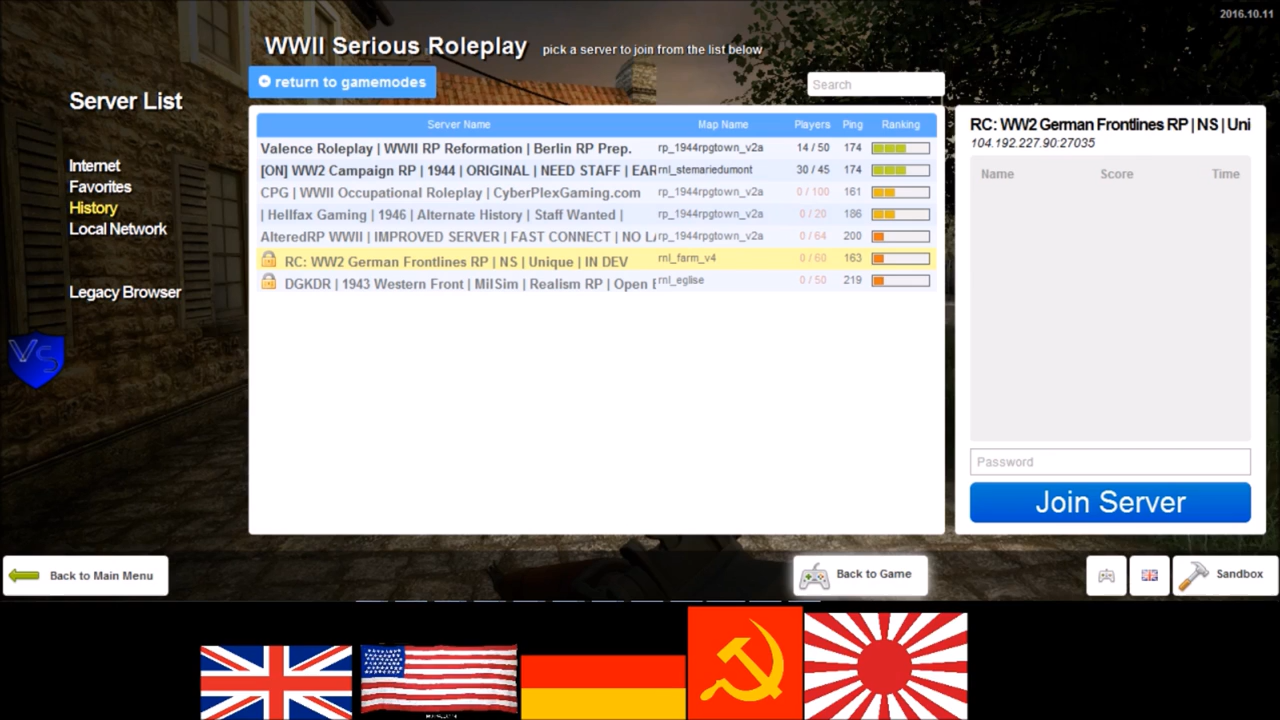 2016.10.11
WWII Serious Roleplay pick a server to join from the list below
return to gamemodes
Search
Server List
Internet
Favorites
History
Local Network
Legacy Browser
VS
Server Name Map Name Players Ping Ranking
Valence Roleplay | WWII RP Reformation | Berlin RP Prep. rp_1944rpgtown_v2a 14 / 50 174
[ON] WW2 Campaign RP | 1944 | ORIGINAL | NEED STAFF | EAR rnl_stemariedumont 30 / 45 174
CPG | WWII Occupational Roleplay | CyberPlexGaming.com rp_1944rpgtown_v2a 0 / 100 161
| Hellfax Gaming | 1946 | Alternate History | Staff Wanted | rp_1944rpgtown_v2a 0 / 20 186
AlteredRP WWII | IMPROVED SERVER | FAST CONNECT | NO LA rp_1944rpgtown_v2a 0 / 64 200
RC: WW2 German Frontlines RP | NS | Unique | IN DEV rnl_farm_v4 0 / 60 163
DGKDR | 1943 Western Front | MilSim | Realism RP | Open E rnl_eglise 0 / 50 219
RC: WW2 German Frontlines RP | NS | Uni
104.192.227.90:27035
Name Score Time
Password
Join Server
Back to Main Menu
Back to Game
Sandbox